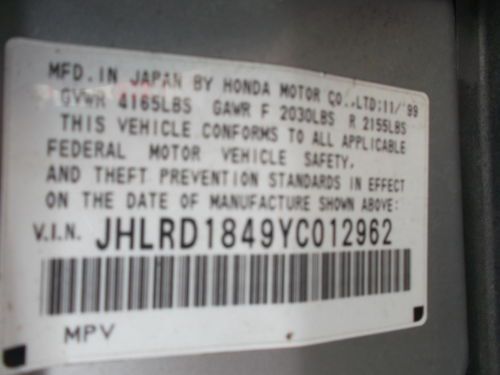 MFD. IN JAPAN BY HONDA MOTOR CO., LTD; 11/'99
GVWR 4165LBS GAWR F 2030LBS R 2155LBS
THIS VEHICLE CONFORMS TO ALL APPLICABLE
FEDERAL MOTOR VEHICLE SAFETY,
AND THEFT PREVENTION STANDARDS IN EFFECT
ON THE DATE OF MANUFACTURE SHOWN ABOVE:
V.I.N. JHLRD1849YC012962
MPV